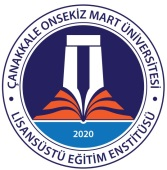 ÇANAKKALE ONSEKİZ MART ÜNİVERSİTESİ
2020
LİSANSÜSTÜ EĞİTİM ENSTİTÜSÜ